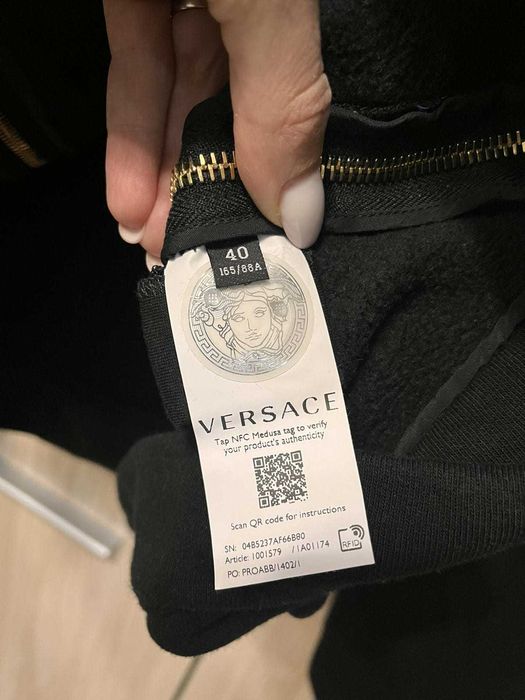 40
165/88A
VERSACE
Tap NFC Medusa tag to verify
your product's authenticity
Scan QR code for instructions
SN: 04B5237AF66B80
Article: 1001579 /1A01174
PO: PROABB/1402/1
RFID